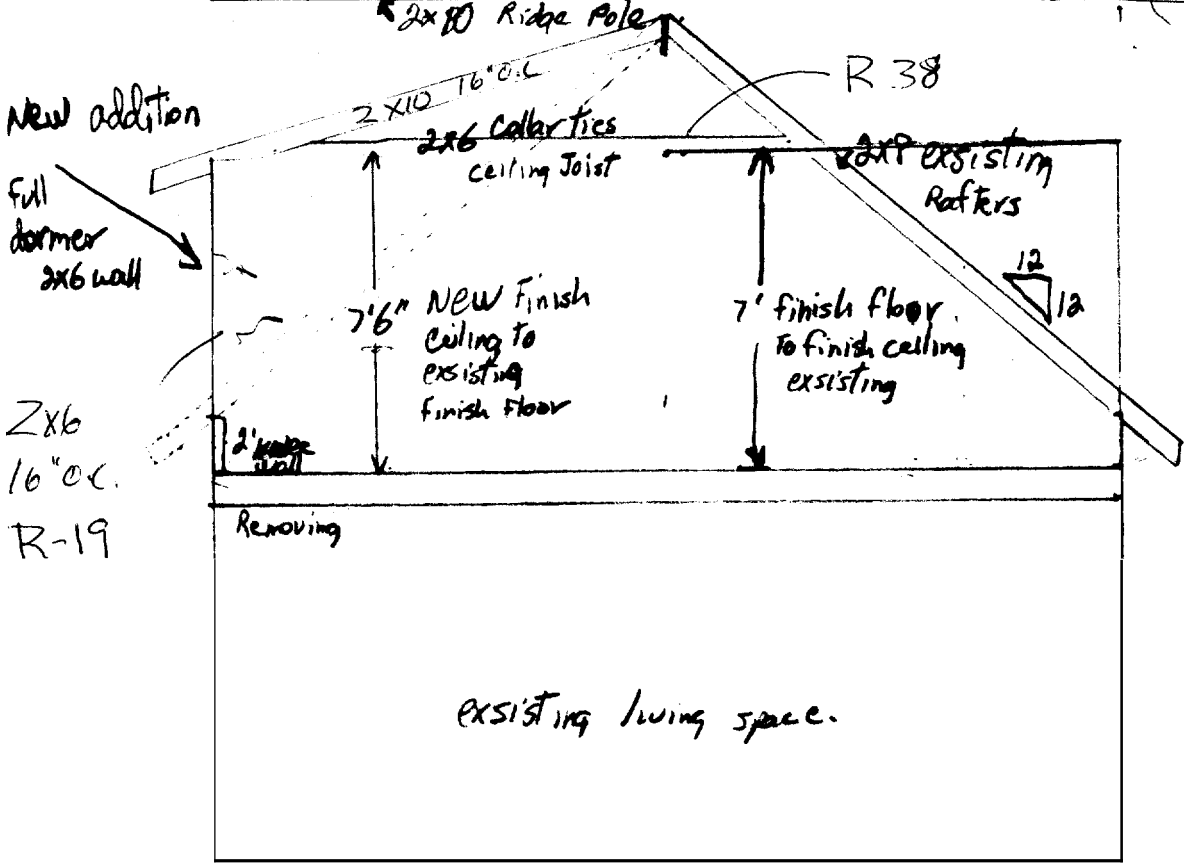 2x10 Ridge Pole
2x10 16" O.C
R 38
New addition
full
dormer
2x6 wall
2x6 Collar Ties
ceiling Joist
2x8 exsisting
Rafters
12
12
7'6" New Finish
ceiling to
exsisting
finish floor
7' finish floor
To finish ceiling
exsisting
2x6
16" O.C.
R-19
2' knee
wall
Removing
exsisting living space.